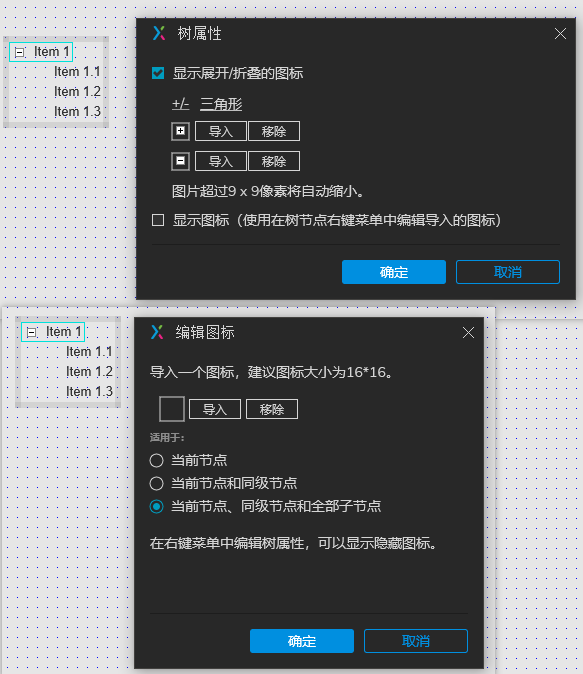 树属性
Item 1
Item 1.1
Item 1.2
Item 1.3
显示展开/折叠的图标
+/- 三角形
导入 移除
导入 移除
图片超过9 x 9像素将自动缩小。
显示图标（使用在树节点右键菜单中编辑导入的图标）
确定 取消
编辑图标
Item 1
Item 1.1
Item 1.2
Item 1.3
导入一个图标，建议图标大小为16*16。
导入 移除
适用于：
当前节点
当前节点和同级节点
当前节点、同级节点和全部子节点
在右键菜单中编辑树属性，可以显示隐藏图标。
确定 取消